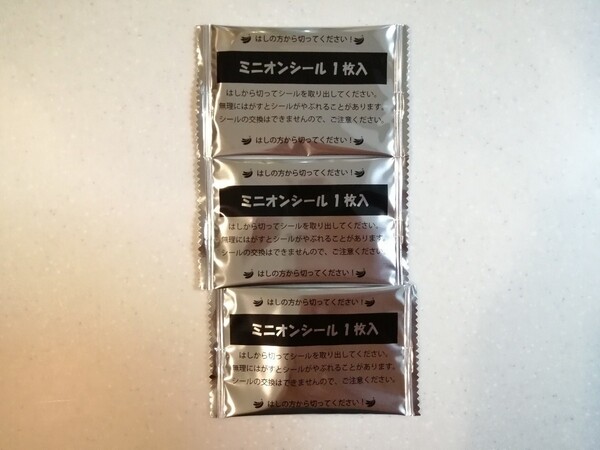 はしの方から切ってください！
ミニオンシール 1枚入
はしから切ってシールを取り出してください。
無理にはがすとシールがやぶれることがあります。
シールの交換はできませんので、ご注意ください。
はしの方から切ってください！
はしの方から切ってください！
ミニオンシール 1枚入
はしから切ってシールを取り出してください。
無理にはがすとシールがやぶれることがあります。
シールの交換はできませんので、ご注意ください。
はしの方から切ってください！
はしの方から切ってください！
ミニオンシール 1枚入
はしから切ってシールを取り出してください。
無理にはがすとシールがやぶれることがあります。
シールの交換はできませんので、ご注意ください。
はしの方から切ってください！